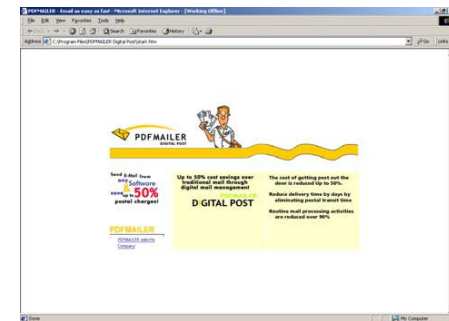 PDFMAILER - Email as easy as fast - Microsoft Internet Explorer - [Working Offline]
File Edit View Favorites Tools Help
Search Favorites History
Address C:\Program Files\PDFMAILER Digital Post\start.htm Go Links
PDFMAILER
DIGITAL POST
Send E-Mail from
any Software
save up to 50%
postal charges!
PDFMAILER
PDFMAILER website
Company
Up to 50% cost savings over
traditional mail through
digital mail management
PDFMAILER
DIGITAL POST
The cost of getting post out the
door is reduced Up to 50%.
Reduce delivery time by days by
eliminating postal transit time
Routine mail processing activities
are reduced over 90%
Done My Computer